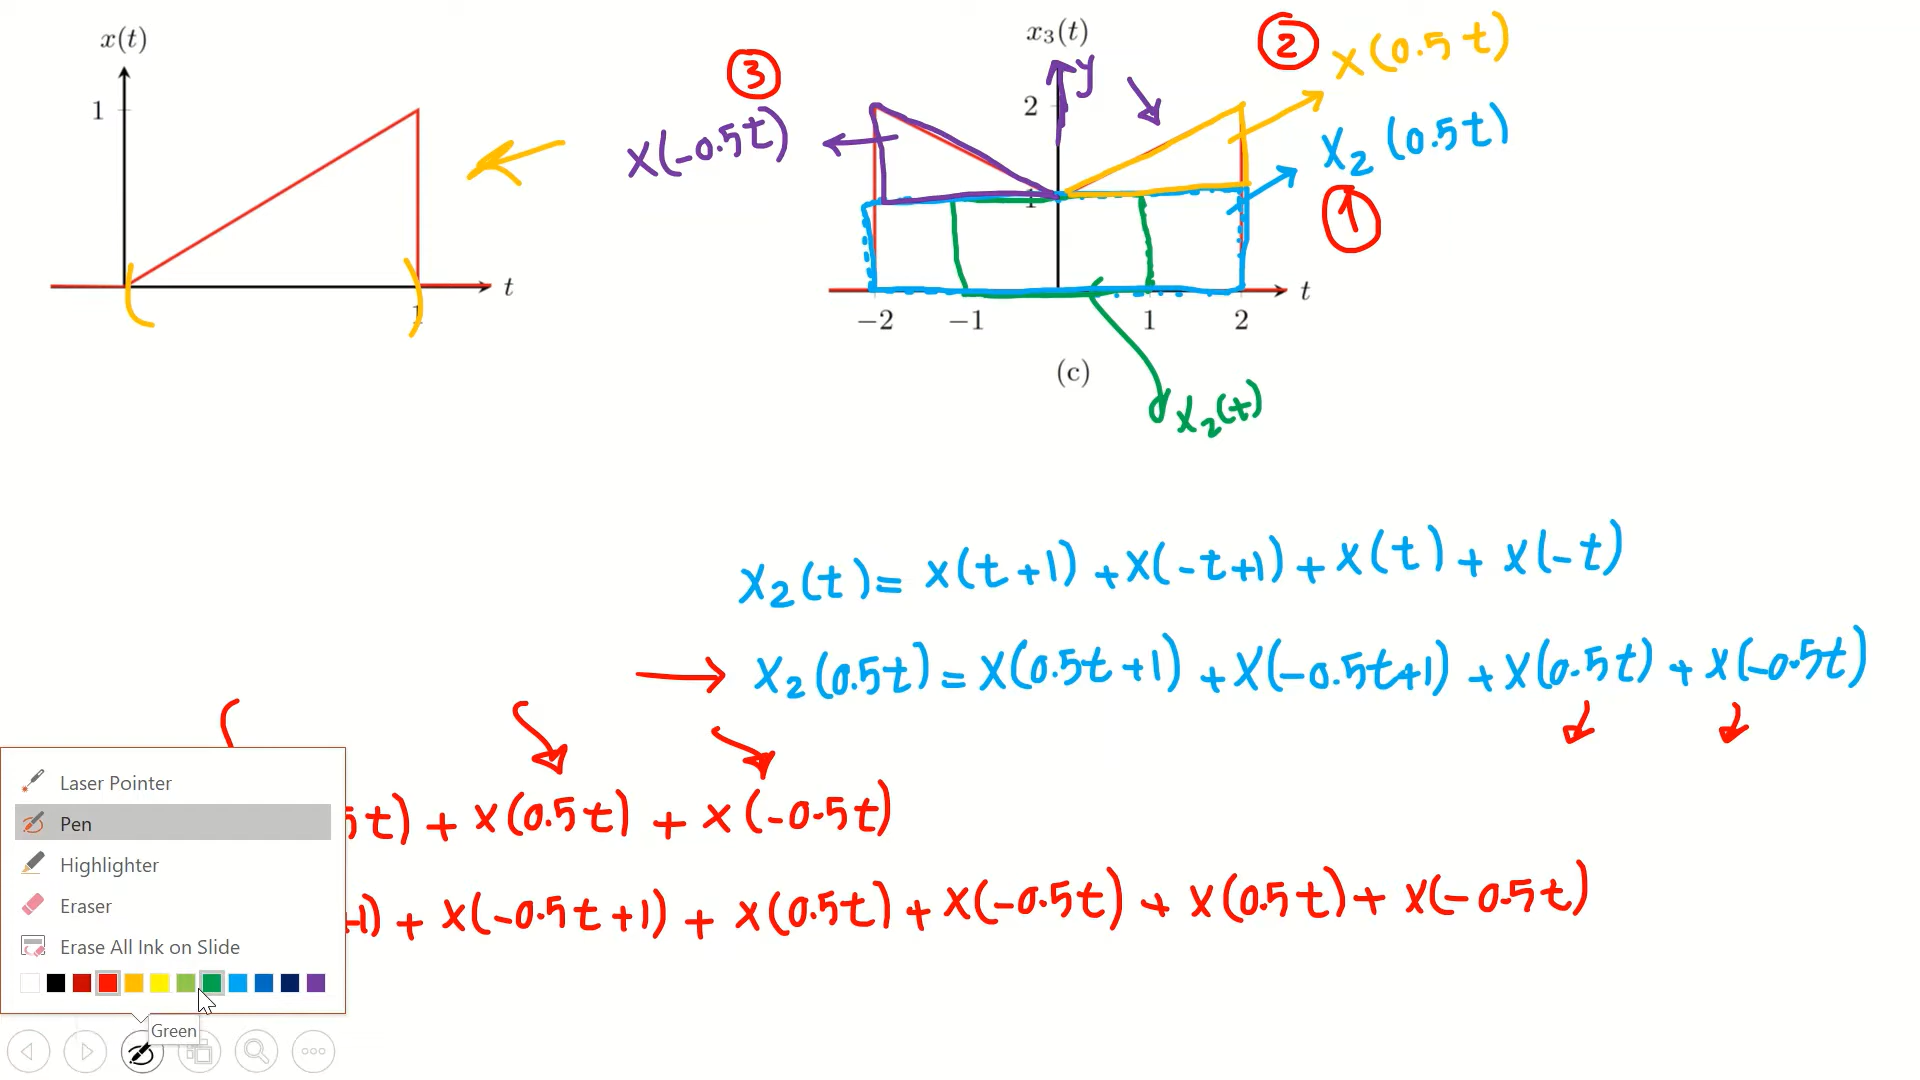 x(t)
1
t
1
3
x(-0.5t)
x₃(t)
y
2
1
-2 -1 1 2
t
(c)
2
x(0.5t)
x₂(0.5t)
1
x₂(t)
x₂(t) = x(t+1) + x(-t+1) + x(t) + x(-t)
x₂(0.5t) = x(0.5t+1) + x(-0.5t+1) + x(0.5t) + x(-0.5t)
5t) + x(0.5t) + x(-0.5t)
+1) + x(-0.5t+1) + x(0.5t) + x(-0.5t) + x(0.5t) + x(-0.5t)
Laser Pointer
Pen
Highlighter
Eraser
Erase All Ink on Slide
Green